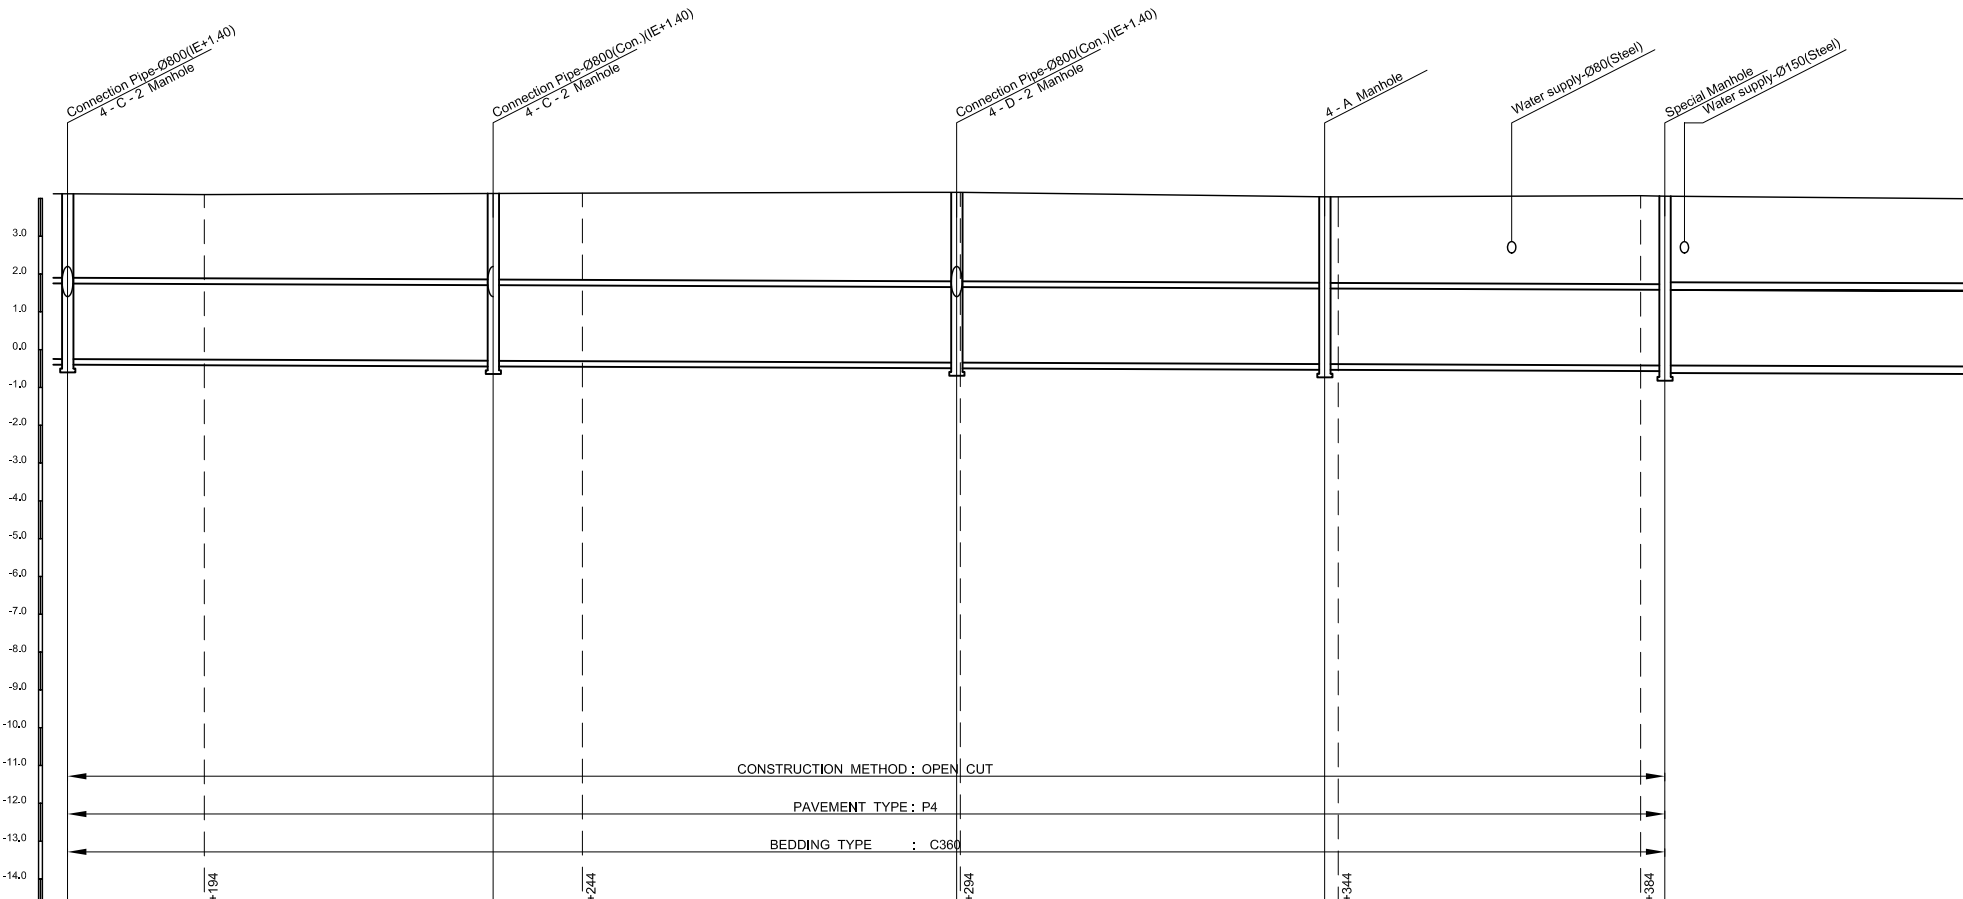 Connection Pipe-Ø800(IE+1.40)
4 - C - 2 Manhole
Connection Pipe-Ø800(Con.)(IE+1.40)
4 - C - 2 Manhole
Connection Pipe-Ø800(Con.)(IE+1.40)
4 - D - 2 Manhole
4 - A Manhole
Water supply-Ø80(Steel)
Special Manhole
Water supply-Ø150(Steel)
3.0
2.0
1.0
0.0
-1.0
-2.0
-3.0
-4.0
-5.0
-6.0
-7.0
-8.0
-9.0
-10.0
-11.0
-12.0
-13.0
-14.0
CONSTRUCTION METHOD : OPEN CUT
PAVEMENT TYPE : P4
BEDDING TYPE : C360
+194
+244
+294
+344
+384